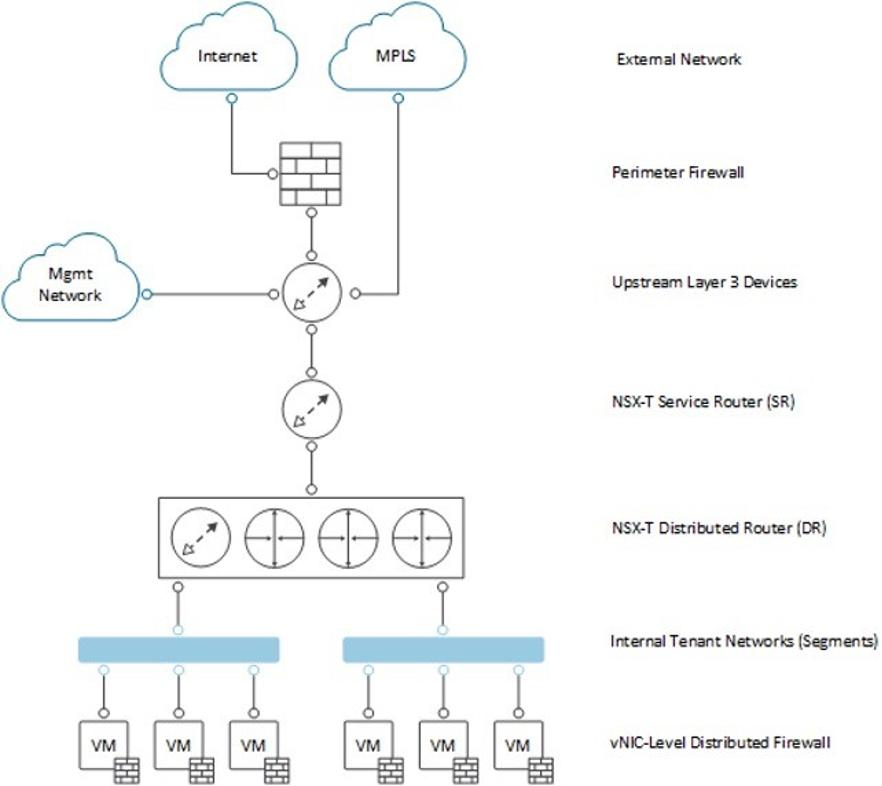 Internet
MPLS
External Network
Perimeter Firewall
Mgmt
Network
Upstream Layer 3 Devices
NSX-T Service Router (SR)
NSX-T Distributed Router (DR)
Internal Tenant Networks (Segments)
VM
VM
VM
VM
VM
VM
vNIC-Level Distributed Firewall